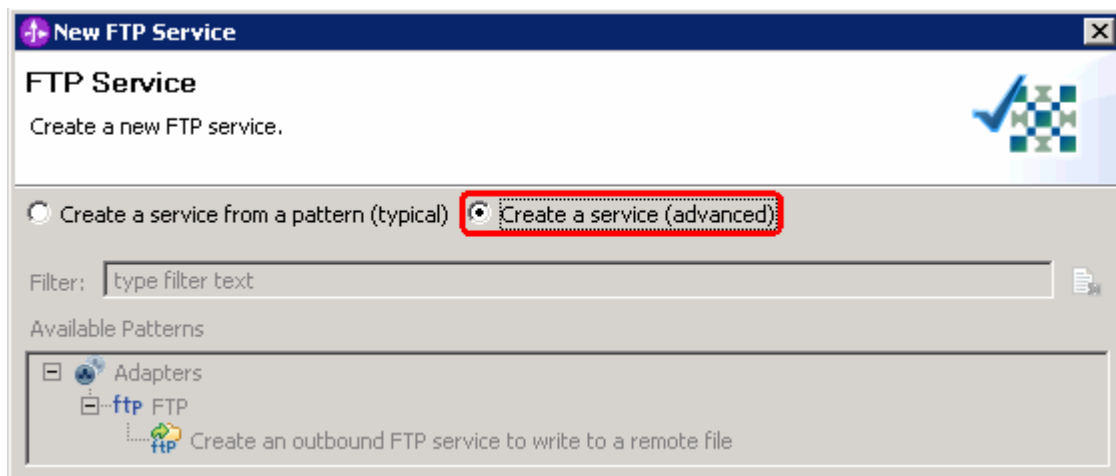 New FTP Service
FTP Service
Create a new FTP service.
Create a service from a pattern (typical) Create a service (advanced)
Filter: type filter text
Available Patterns
Adapters
ftp FTP
ftp Create an outbound FTP service to write to a remote file